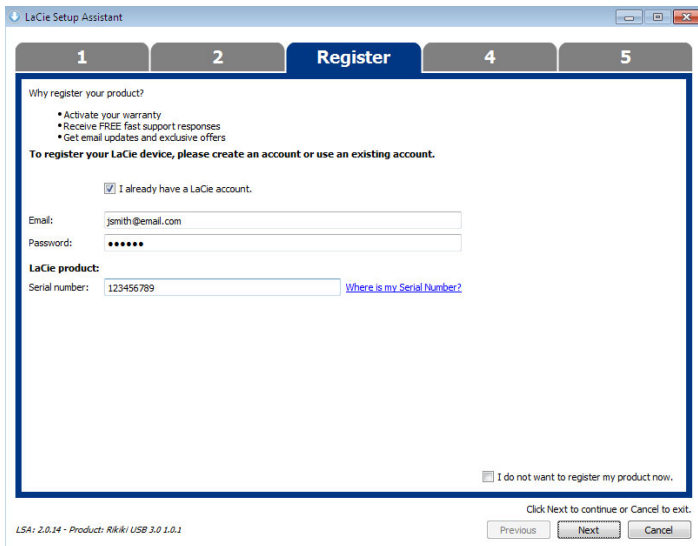 LaCie Setup Assistant
1 2 Register 4 5
Why register your product?
• Activate your warranty
• Receive FREE fast support responses
• Get email updates and exclusive offers
To register your LaCie device, please create an account or use an existing account.
I already have a LaCie account.
Email: jsmith@email.com
Password: ••••••
LaCie product:
Serial number: 123456789 Where is my Serial Number?
I do not want to register my product now.
Click Next to continue or Cancel to exit.
LSA: 2.0.14 - Product: Rikiki USB 3.0 1.0.1 Previous Next Cancel